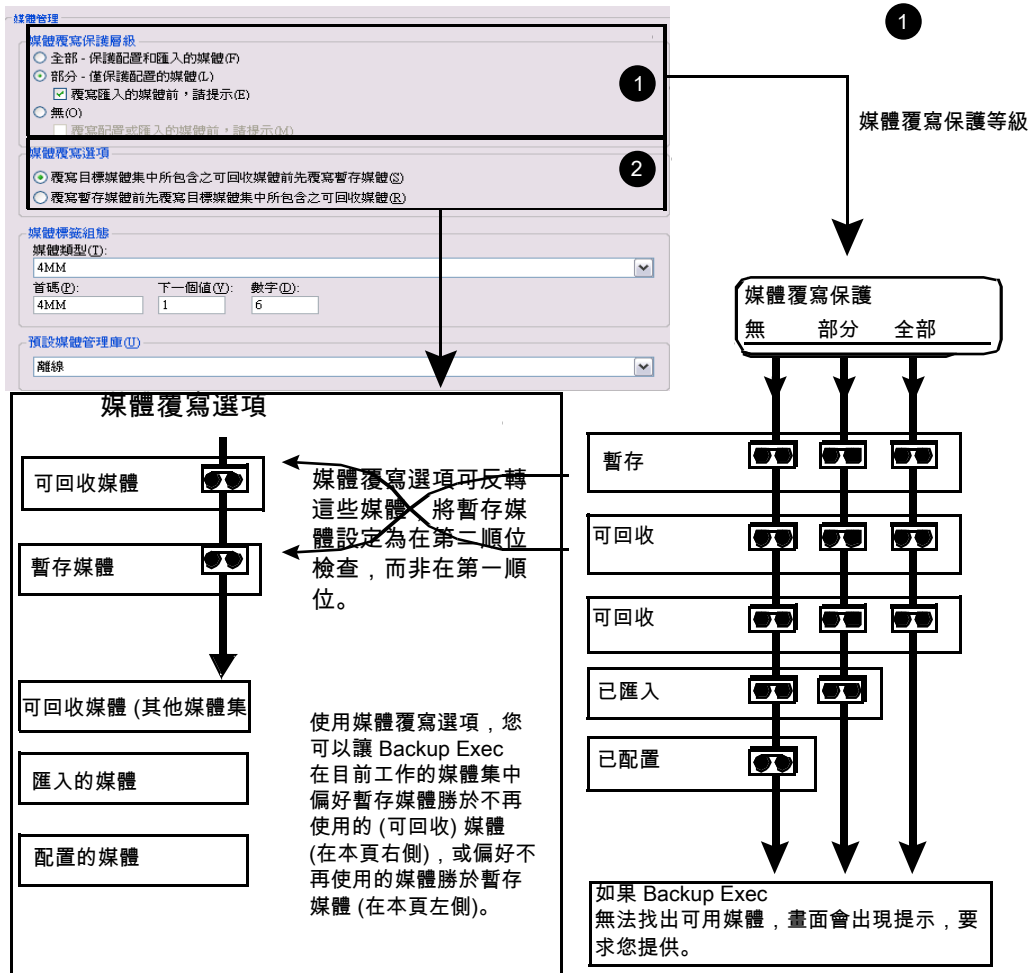 媒體管理
媒體覆寫保護層級
全部 - 保護配置和匯入的媒體(F)
部分 - 僅保護配置的媒體(L)
覆寫匯入的媒體前，請提示(E)
無(O)
覆寫配置或匯入的媒體前，請提示(M)
1
媒體覆寫選項
覆寫目標媒體集中所包含之可回收媒體前先覆寫暫存媒體(S)
覆寫暫存媒體前先覆寫目標媒體集中所包含之可回收媒體(R)
2
媒體標籤組態
媒體類型(T):
4MM
首碼(P): 下一個值(V): 數字(D):
4MM 1 6
預設媒體管理庫(U)
離線
1
媒體覆寫保護等級
媒體覆寫保護
無 部分 全部
暫存
可回收
可回收
已匯入
已配置
如果 Backup Exec
無法找出可用媒體，畫面會出現提示，要
求您提供。
媒體覆寫選項
可回收媒體
暫存媒體
可回收媒體 (其他媒體集
匯入的媒體
配置的媒體
媒體覆寫選項可反轉
這些媒體，將暫存媒
體設定為在第二順位
檢查，而非在第一順
位。
使用媒體覆寫選項，您
可以讓 Backup Exec
在目前工作的媒體集中
偏好暫存媒體勝於不再
使用的 (可回收) 媒體
(在本頁右側)，或偏好不
再使用的媒體勝於暫存
媒體 (在本頁左側)。